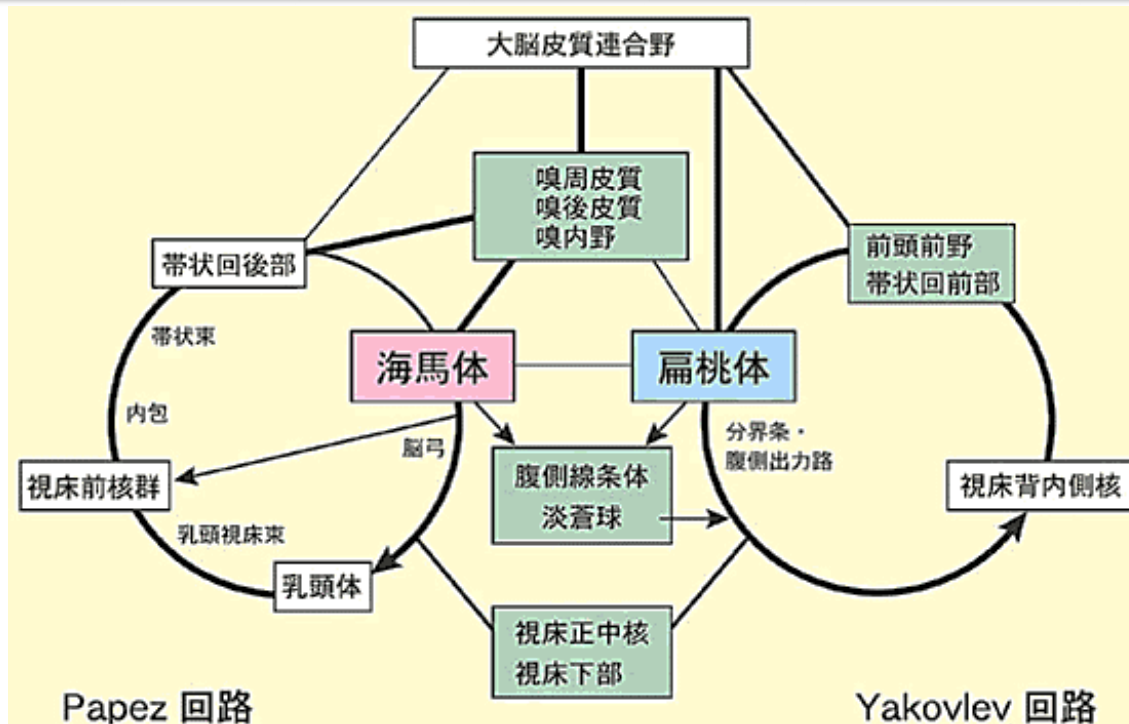 大脳皮質連合野
嗅周皮質
嗅後皮質
嗅内野
帯状回後部
前頭前野
帯状回前部
帯状束
海馬体
扁桃体
内包
脳弓
分界条・
腹側出力路
視床前核群
腹側線条体
淡蒼球
視床背内側核
乳頭視床束
乳頭体
視床正中核
視床下部
Papez 回路
Yakovlev 回路